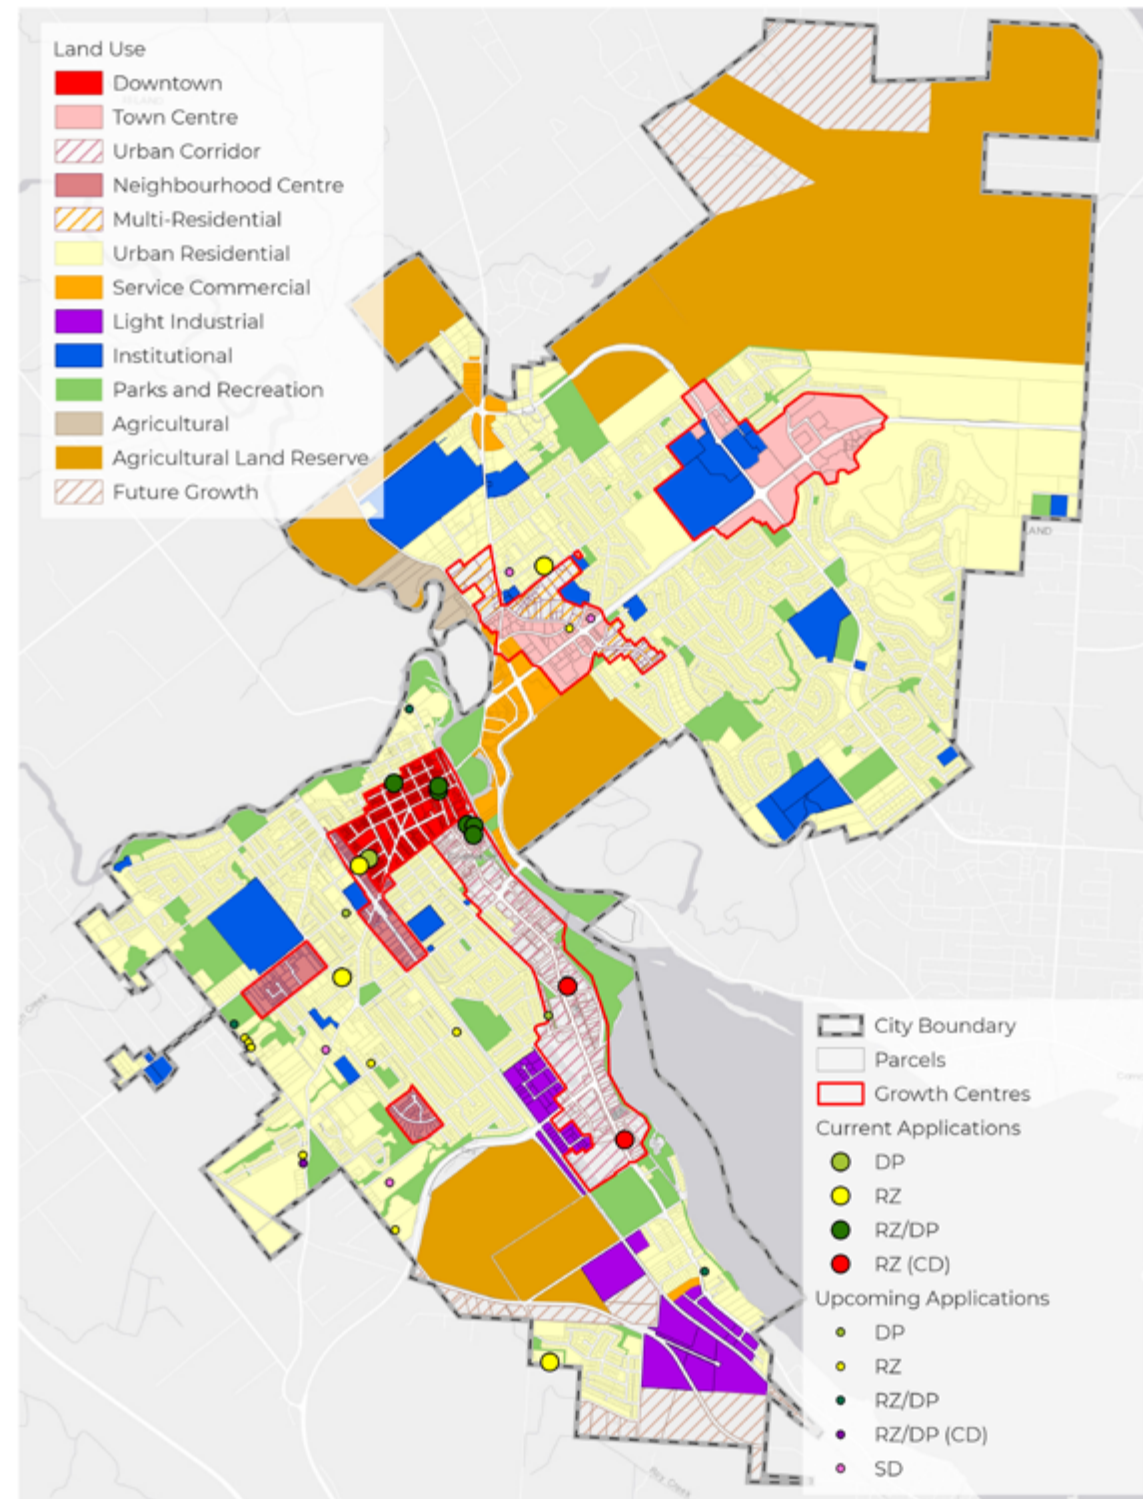 Land Use
Downtown
Town Centre
Urban Corridor
Neighbourhood Centre
Multi-Residential
Urban Residential
Service Commercial
Light Industrial
Institutional
Parks and Recreation
Agricultural
Agricultural Land Reserve
Future Growth
City Boundary
Parcels
Growth Centres
Current Applications
DP
RZ
RZ/DP
RZ (CD)
Upcoming Applications
DP
RZ
RZ/DP
RZ/DP (CD)
SD